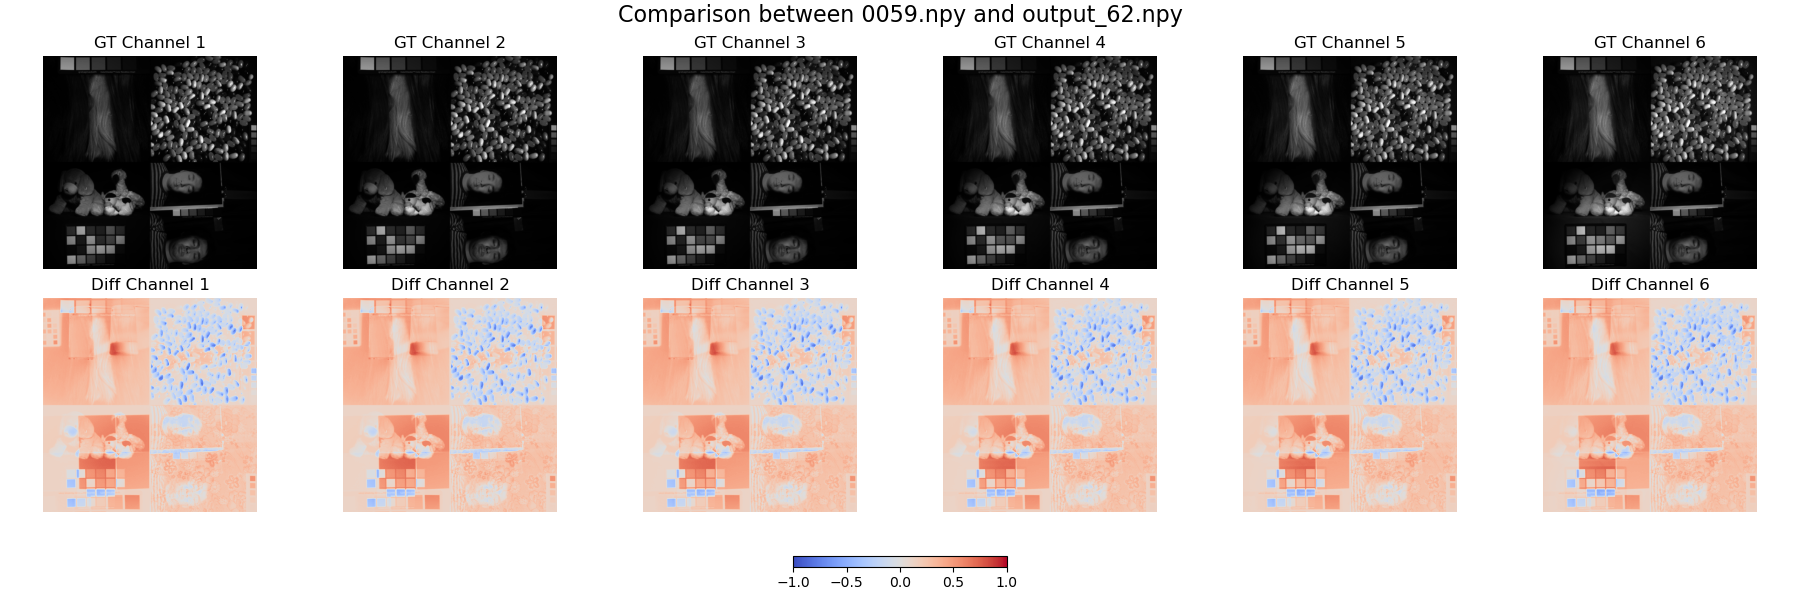 Comparison between 0059.npy and output_62.npy
GT Channel 1
GT Channel 2
GT Channel 3
GT Channel 4
GT Channel 5
GT Channel 6
Diff Channel 1
Diff Channel 2
Diff Channel 3
Diff Channel 4
Diff Channel 5
Diff Channel 6
−1.0 −0.5 0.0 0.5 1.0